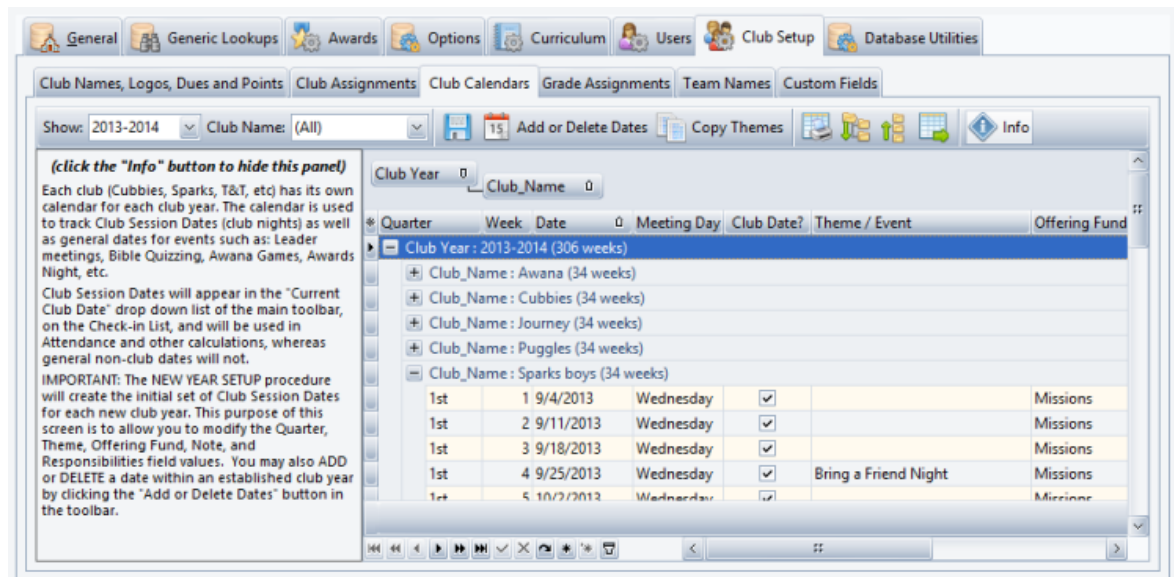 General Generic Lookups Awards Options Curriculum Users Club Setup Database Utilities
Club Names, Logos, Dues and Points Club Assignments Club Calendars Grade Assignments Team Names Custom Fields
Show: 2013-2014 Club Name: (All) 15 Add or Delete Dates Copy Themes Info
(click the "Info" button to hide this panel)
Each club (Cubbies, Sparks, T&T, etc) has its own
calendar for each club year. The calendar is used
to track Club Session Dates (club nights) as well
as general dates for events such as: Leader
meetings, Bible Quizzing, Awana Games, Awards
Night, etc.
Club Session Dates will appear in the "Current
Club Date" drop down list of the main toolbar,
on the Check-in List, and will be used in
Attendance and other calculations, whereas
general non-club dates will not.
IMPORTANT: The NEW YEAR SETUP procedure
will create the initial set of Club Session Dates
for each new club year. This purpose of this
screen is to allow you to modify the Quarter,
Theme, Offering Fund, Note, and
Responsibilities field values. You may also ADD
or DELETE a date within an established club year
by clicking the "Add or Delete Dates" button in
the toolbar.
Club Year
Club_Name
Quarter Week Date Meeting Day Club Date? Theme / Event Offering Fund
Club Year : 2013-2014 (306 weeks)
Club_Name : Awana (34 weeks)
Club_Name : Cubbies (34 weeks)
Club_Name : Journey (34 weeks)
Club_Name : Puggles (34 weeks)
Club_Name : Sparks boys (34 weeks)
1st 1 9/4/2013 Wednesday Missions
1st 2 9/11/2013 Wednesday Missions
1st 3 9/18/2013 Wednesday Missions
1st 4 9/25/2013 Wednesday Bring a Friend Night Missions
1st 5 10/2/2013 Wednesday Missions